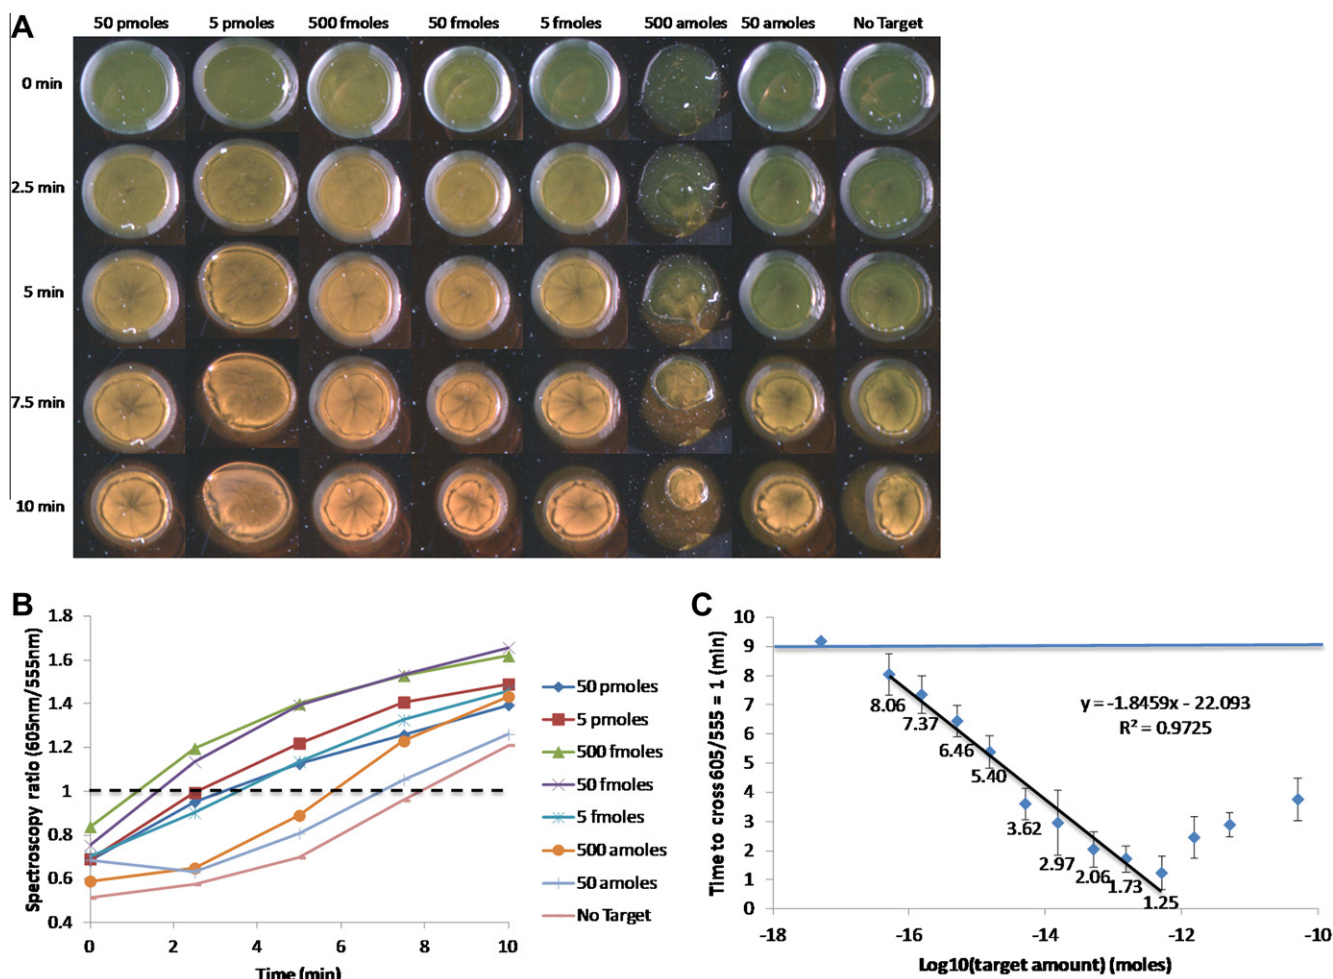 A
50 pmoles 5 pmoles 500 fmoles 50 fmoles 5 fmoles 500 amoles 50 amoles No Target
0 min
2.5 min
5 min
7.5 min
10 min
B
Spectroscopy ratio (605nm/555nm)
1.8
1.6
1.4
1.2
1
0.8
0.6
0.4
0 2 4 6 8 10
Time (min)
50 pmoles
5 pmoles
500 fmoles
50 fmoles
5 fmoles
500 amoles
50 amoles
No Target
C
Time to cross 605/555 = 1 (min)
10
9
8
7
6
5
4
3
2
1
0
y = -1.8459x - 22.093
R² = 0.9725
8.06
7.37
6.46
5.40
3.62
2.97
2.06
1.73
1.25
-18 -16 -14 -12 -10
Log10(target amount) (moles)